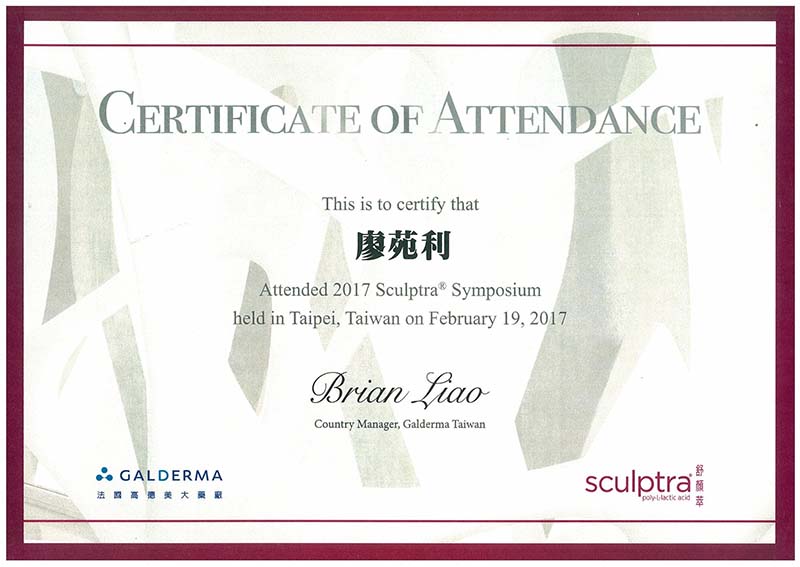 CERTIFICATE OF ATTENDANCE
This is to certify that
廖苑利
Attended 2017 Sculptra® Symposium
held in Taipei, Taiwan on February 19, 2017
Brian Liao
Country Manager, Galderma Taiwan
GALDERMA
法國高德美大藥廠
sculptra®
poly-L-lactic acid
舒顏萃